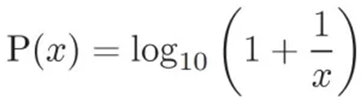 P(x) = log₁₀ (1 + 1/x)